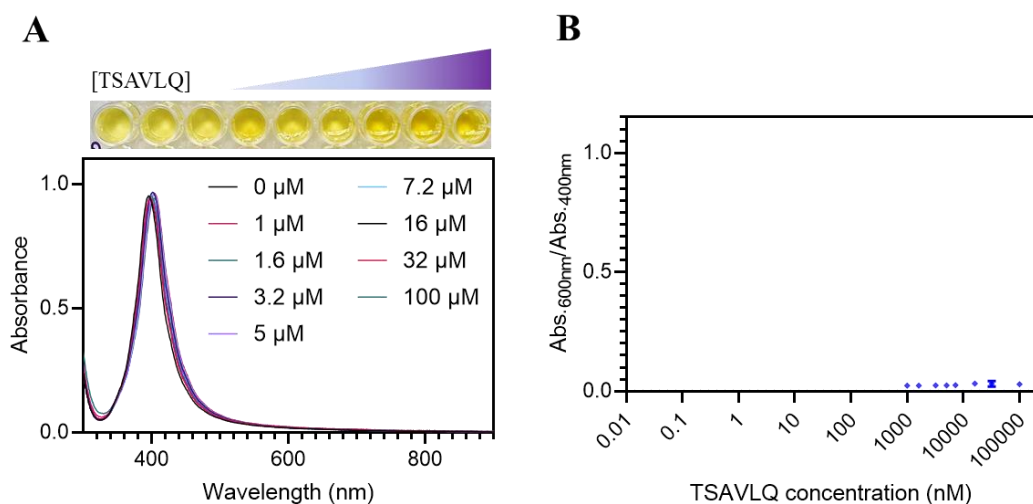 A
[TSAVLQ]
1.0
0.5
0.0
Absorbance
0 µM
1 µM
1.6 µM
3.2 µM
5 µM
7.2 µM
16 µM
32 µM
100 µM
400
600
800
Wavelength (nm)
B
1.0
0.5
0.0
Abs.600nm/Abs.400nm
0.01
0.1
1
10
100
1000
10000
100000
TSAVLQ concentration (nM)